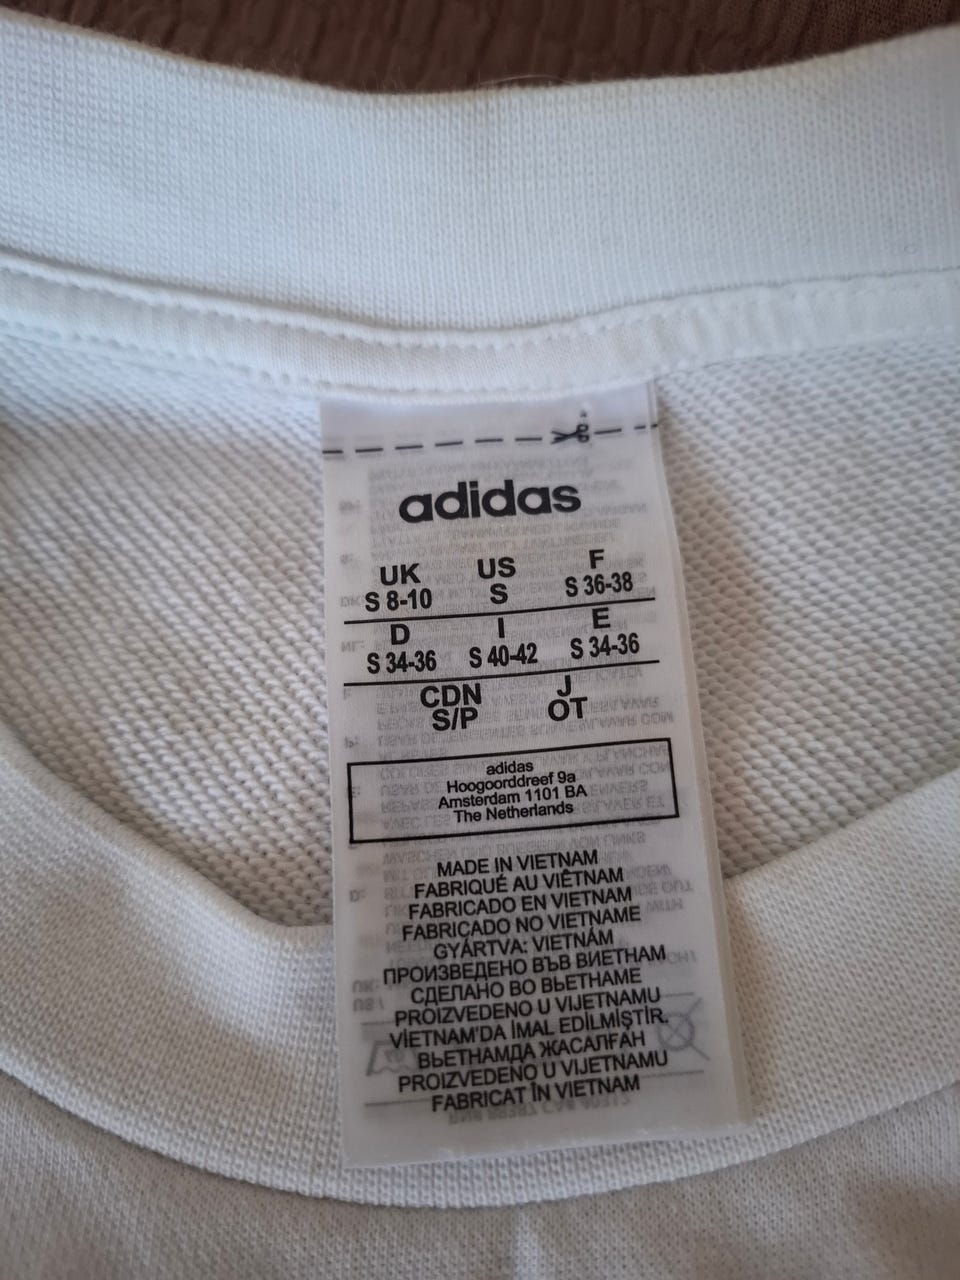 adidas
UK US F
S 8-10 S S 36-38
D I E
S 34-36 S 40-42 S 34-36
CDN J
S/P OT
adidas
Hoogoorddreef 9a
Amsterdam 1101 BA
The Netherlands
MADE IN VIETNAM
FABRIQUÉ AU VIÊTNAM
FABRICADO EN VIETNAM
FABRICADO NO VIETNAME
GYÁRTVA: VIETNÁM
ПРОИЗВЕДЕНО ВЪВ ВИЕТНАМ
СДЕЛАНО ВО ВЬЕТНАМЕ
PROIZVEDENO U VIJETNAMU
VİETNAM'DA İMAL EDİLMİŞTİR.
ВЬЕТНАМДА ЖАСАЛҒАН
PROIZVEDENO U VIJETNAMU
FABRICAT ÎN VIETNAM